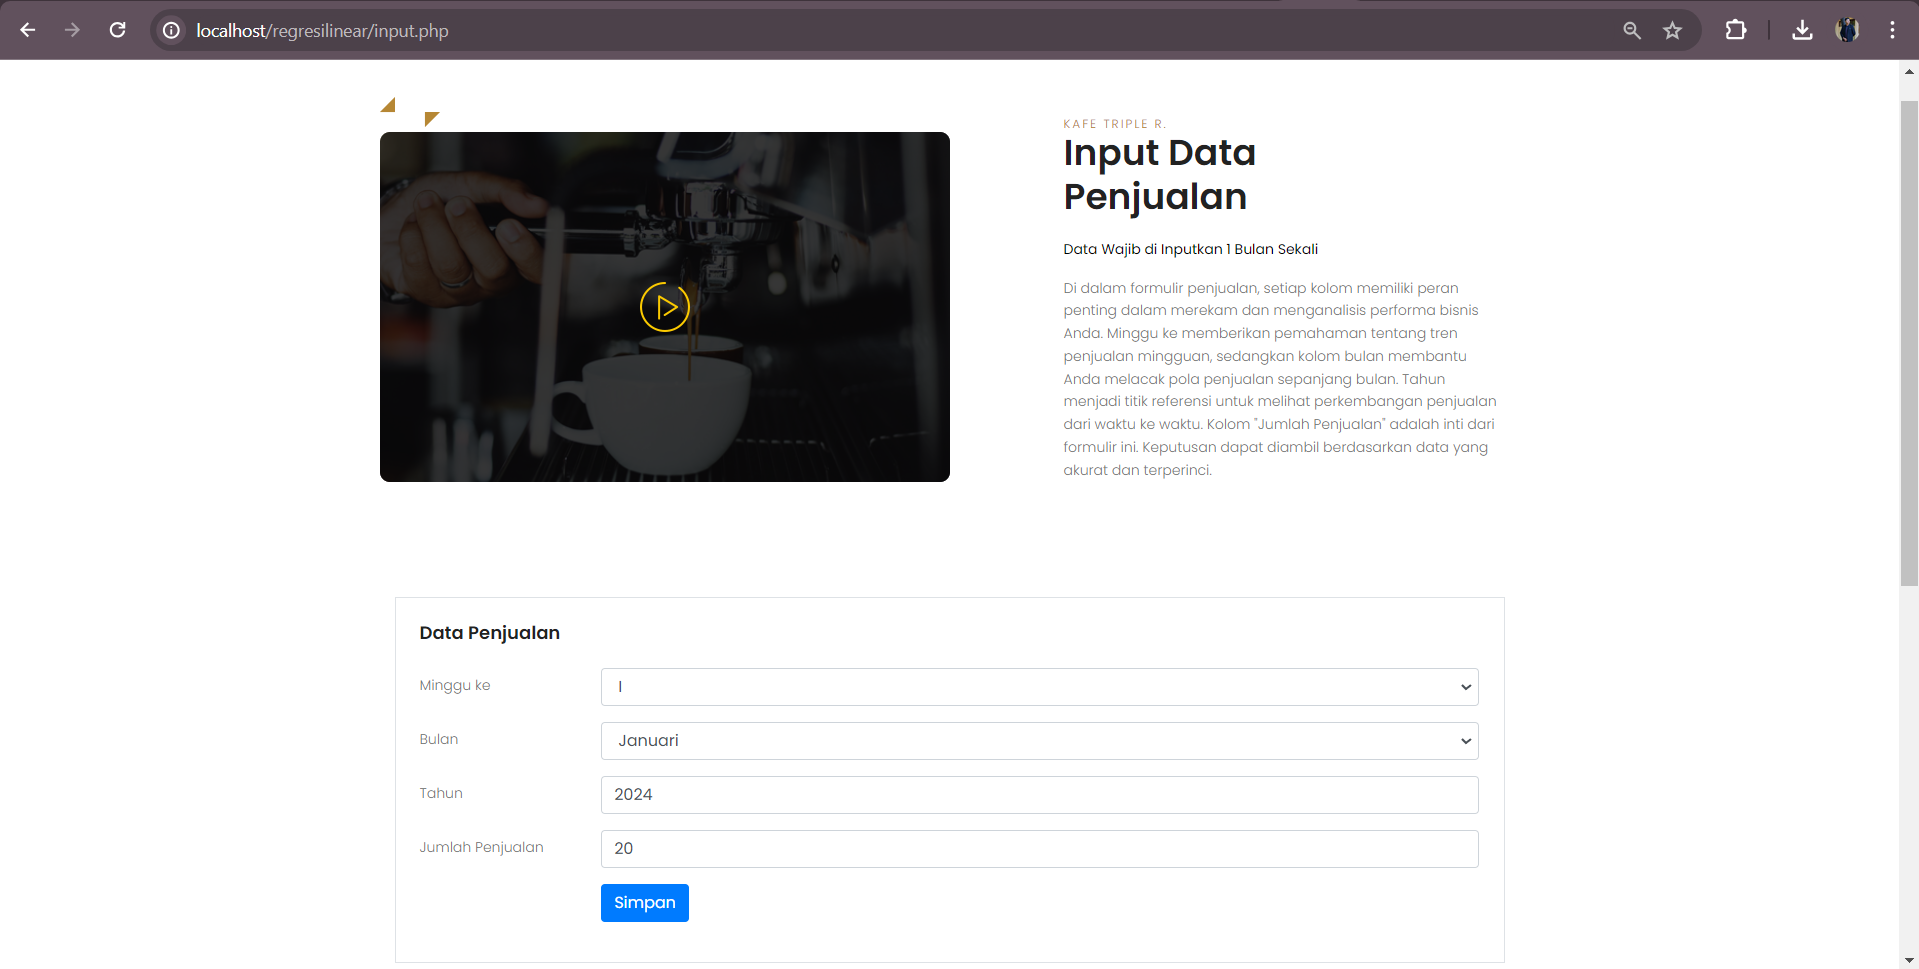 localhost/regresilinear/input.php
KAFE TRIPLE R.
Input Data
Penjualan
Data Wajib di Inputkan 1 Bulan Sekali
Di dalam formulir penjualan, setiap kolom memiliki peran
penting dalam merekam dan menganalisis performa bisnis
Anda. Minggu ke memberikan pemahaman tentang tren
penjualan mingguan, sedangkan kolom bulan membantu
Anda melacak pola penjualan sepanjang bulan. Tahun
menjadi titik referensi untuk melihat perkembangan penjualan
dari waktu ke waktu. Kolom "Jumlah Penjualan" adalah inti dari
formulir ini. Keputusan dapat diambil berdasarkan data yang
akurat dan terperinci.
Data Penjualan
Minggu ke I
Bulan Januari
Tahun 2024
Jumlah Penjualan 20
Simpan